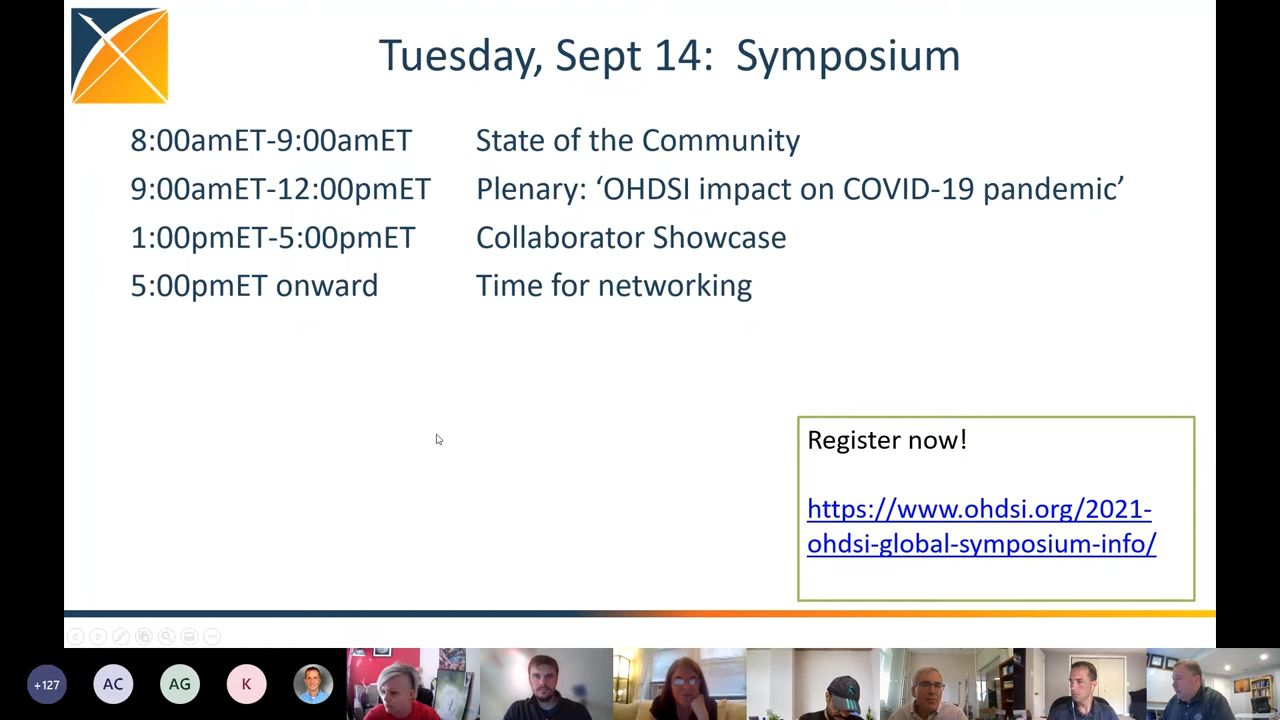 Tuesday, Sept 14:  Symposium
8:00amET-9:00amET State of the Community
9:00amET-12:00pmET Plenary: ‘OHDSI impact on COVID-19 pandemic’
1:00pmET-5:00pmET Collaborator Showcase
5:00pmET onward Time for networking
Register now!
https://www.ohdsi.org/2021-
ohdsi-global-symposium-info/
+127 AC AG K